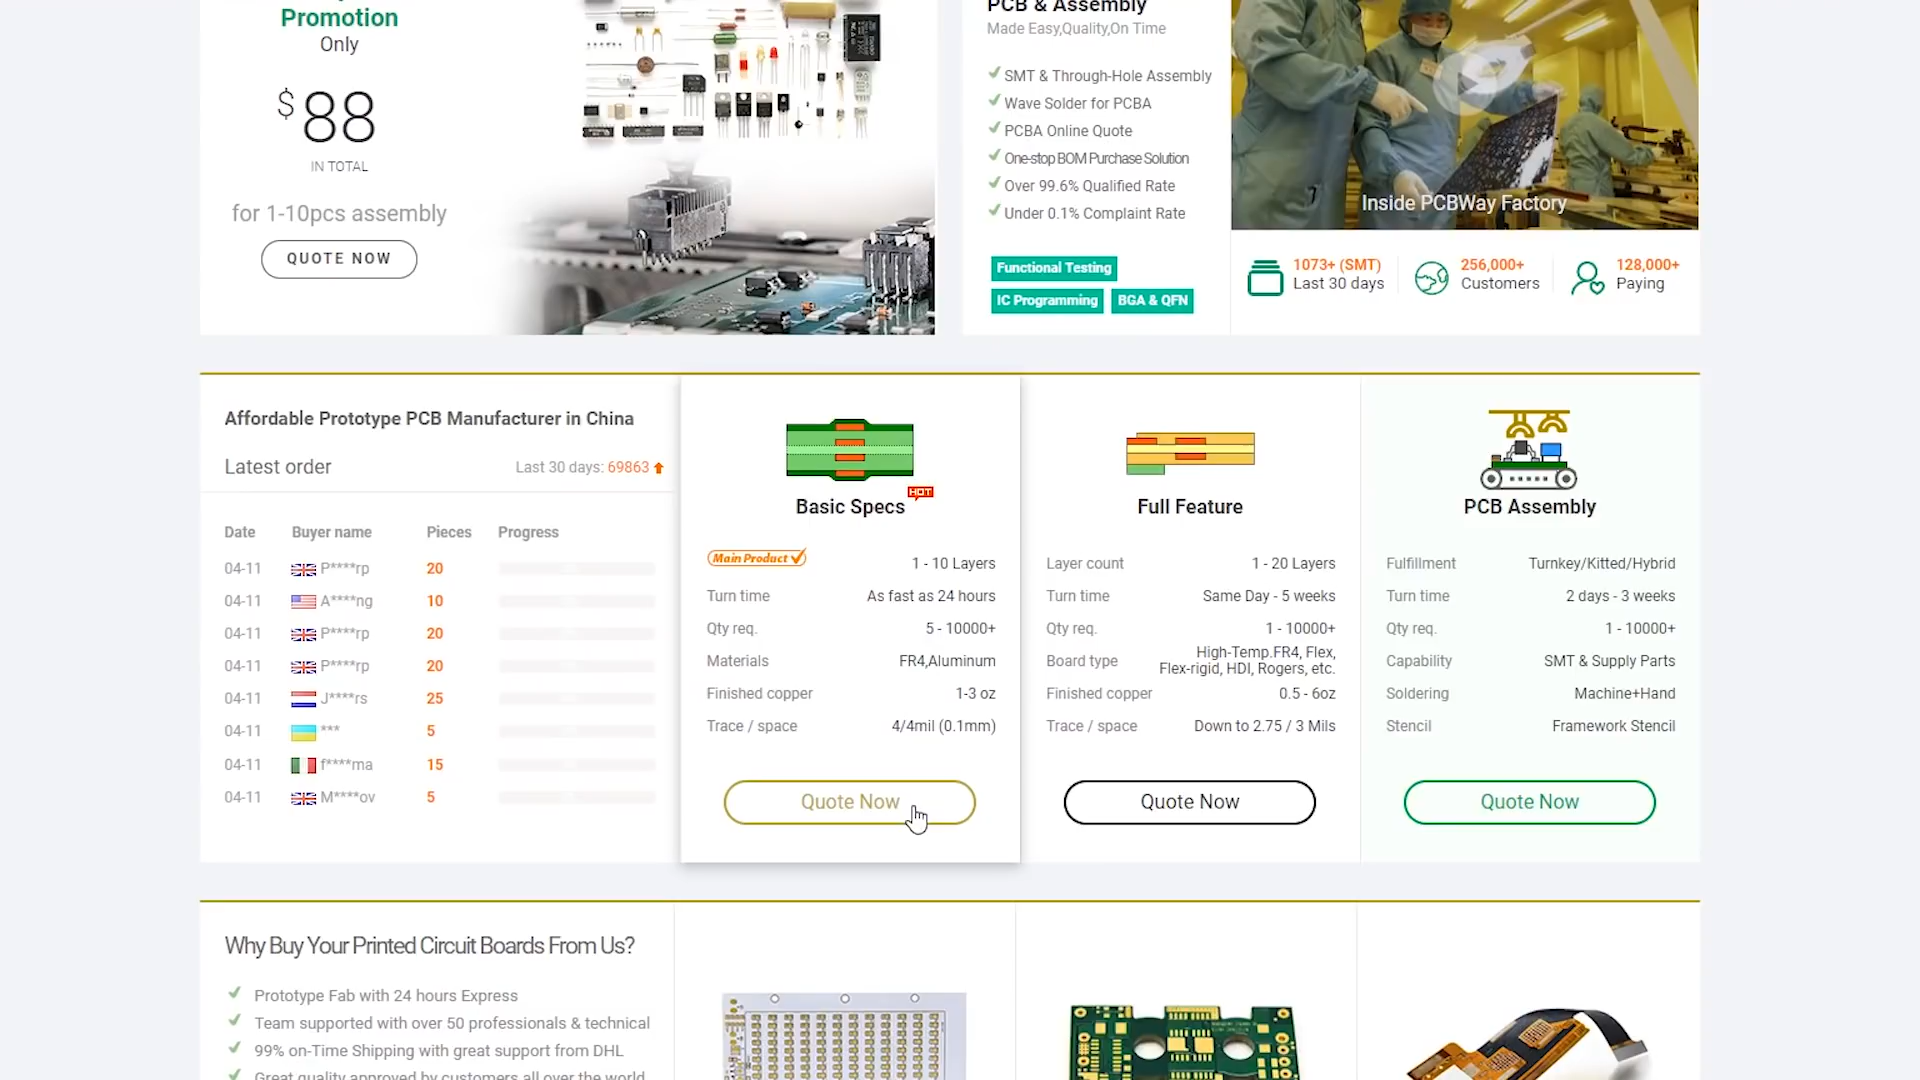 Promotion
Only
$88
IN TOTAL
for 1-10pcs assembly
QUOTE NOW
PCB & Assembly
Made Easy,Quality,On Time
SMT & Through-Hole Assembly
Wave Solder for PCBA
PCBA Online Quote
One-stop BOM Purchase Solution
Over 99.6% Qualified Rate
Under 0.1% Complaint Rate
Functional Testing
IC Programming BGA & QFN
Inside PCBWay Factory
1073+ (SMT)
Last 30 days
256,000+
Customers
128,000+
Paying
Affordable Prototype PCB Manufacturer in China
Latest order Last 30 days: 69863
Date Buyer name Pieces Progress
04-11 P****rp 20
04-11 A****ng 10
04-11 P****rp 20
04-11 P****rp 20
04-11 J****rs 25
04-11 *** 5
04-11 f****ma 15
04-11 M****ov 5
HOT
Basic Specs
Main Product 1 - 10 Layers
Turn time As fast as 24 hours
Qty req. 5 - 10000+
Materials FR4,Aluminum
Finished copper 1-3 oz
Trace / space 4/4mil (0.1mm)
Quote Now
Full Feature
Layer count 1 - 20 Layers
Turn time Same Day - 5 weeks
Qty req. 1 - 10000+
Board type High-Temp.FR4, Flex,
Flex-rigid, HDI, Rogers, etc.
Finished copper 0.5 - 6oz
Trace / space Down to 2.75 / 3 Mils
Quote Now
PCB Assembly
Fulfillment Turnkey/Kitted/Hybrid
Turn time 2 days - 3 weeks
Qty req. 1 - 10000+
Capability SMT & Supply Parts
Soldering Machine+Hand
Stencil Framework Stencil
Quote Now
Why Buy Your Printed Circuit Boards From Us?
Prototype Fab with 24 hours Express
Team supported with over 50 professionals & technical
99% on-Time Shipping with great support from DHL
Great quality approved by customers all over the world